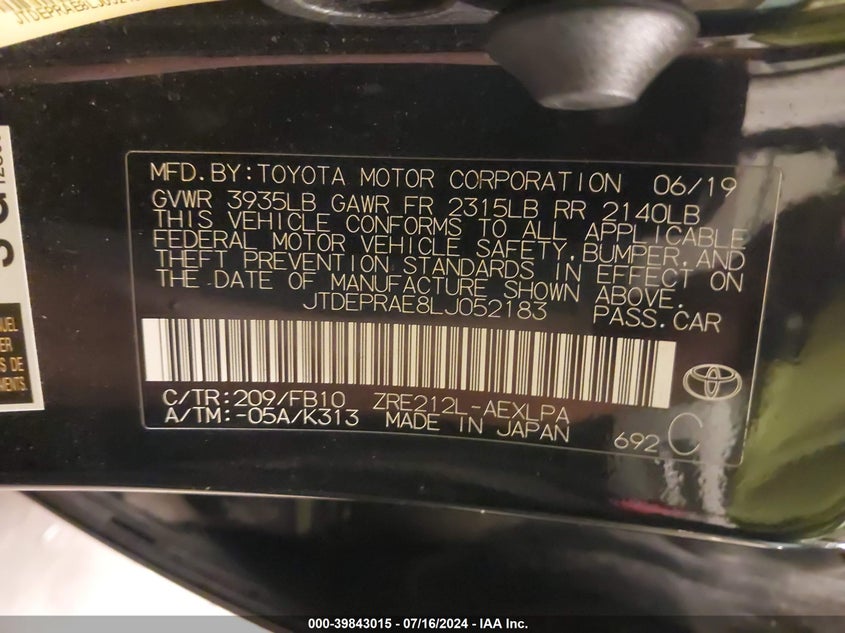 MFD.BY:TOYOTA MOTOR CORPORATION 06/19
GVWR 3935LB GAWR FR 2315LB RR 2140LB
THIS VEHICLE CONFORMS TO ALL APPLICABLE
FEDERAL MOTOR VEHICLE SAFETY,BUMPER,AND
THEFT PREVENTION STANDARDS IN EFFECT ON
THE DATE OF MANUFACTURE SHOWN ABOVE.
JTDEPRAE8LJ052183 PASS.CAR
C/TR:209/FB10 ZRE212L-AEXLPA
A/TM:-05A/K313 MADE IN JAPAN 692 C
DE
000-39843015 - 07/16/2024 - IAA Inc.